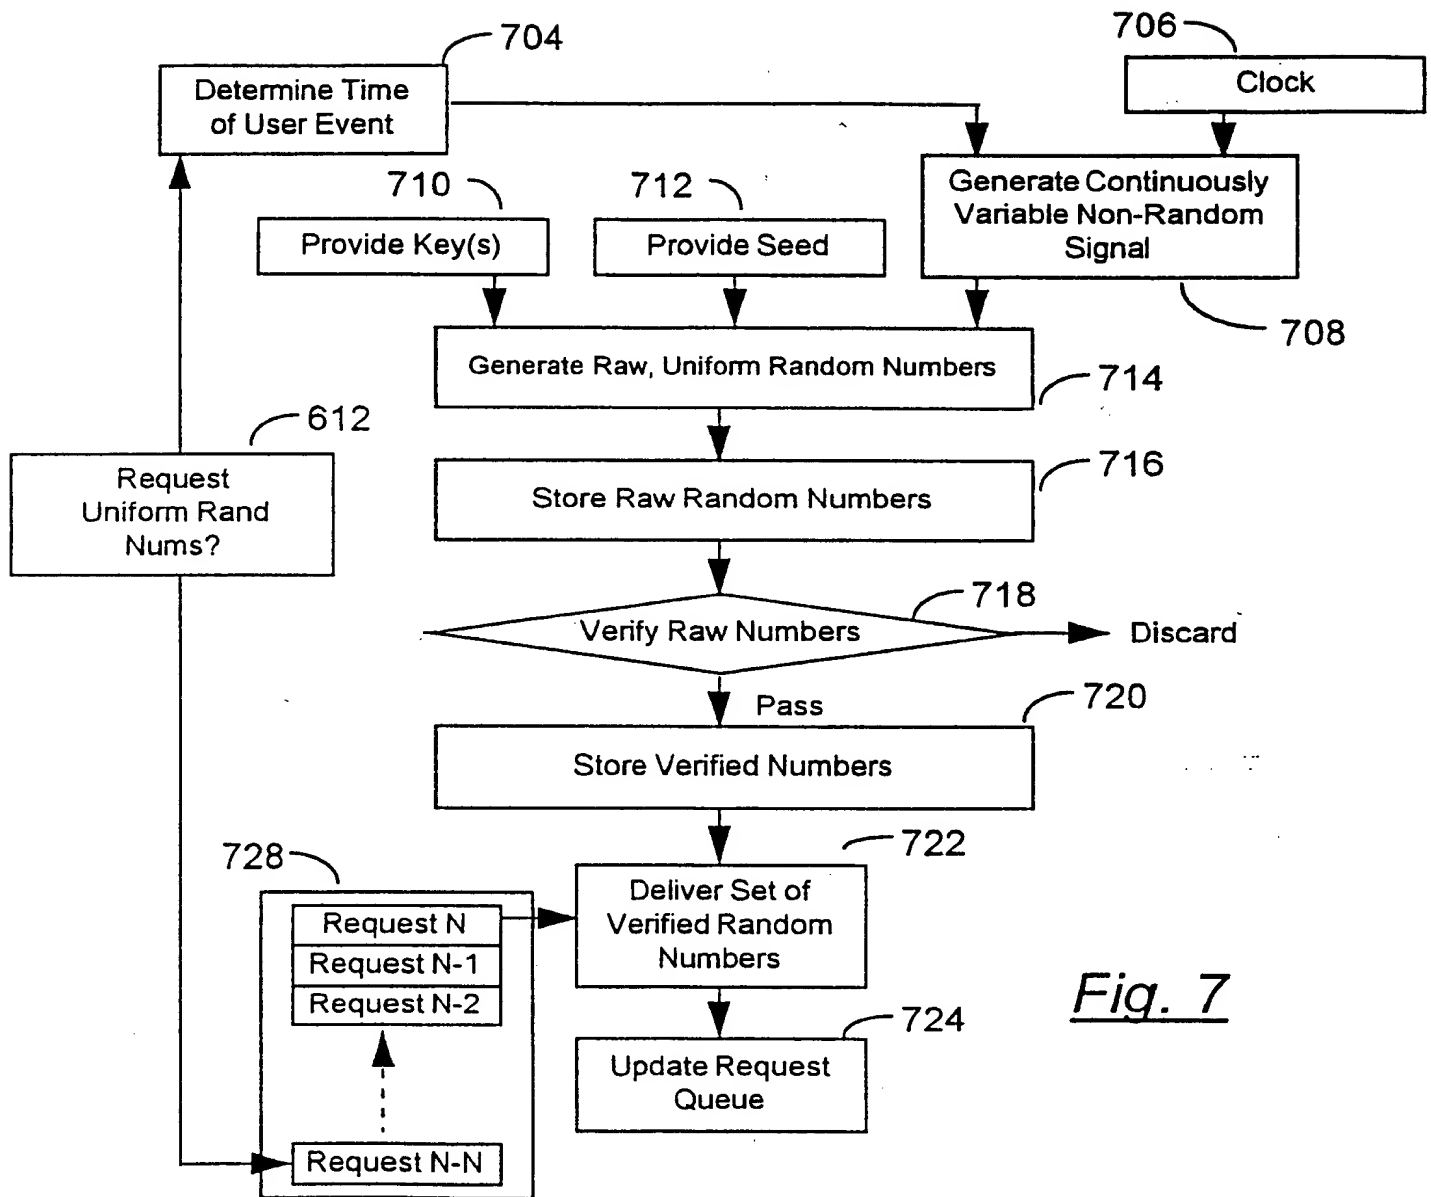 704
706
Determine Time
of User Event
Clock
710
712
Generate Continuously
Variable Non-Random
Signal
Provide Key(s)
Provide Seed
708
Generate Raw, Uniform Random Numbers
714
612
Request
Uniform Rand
Nums?
716
Store Raw Random Numbers
718
Verify Raw Numbers
Discard
Pass
720
Store Verified Numbers
722
728
Deliver Set of
Verified Random
Numbers
Request N
Request N-1
Request N-2
724
Update Request
Queue
Request N-N
Fig. 7